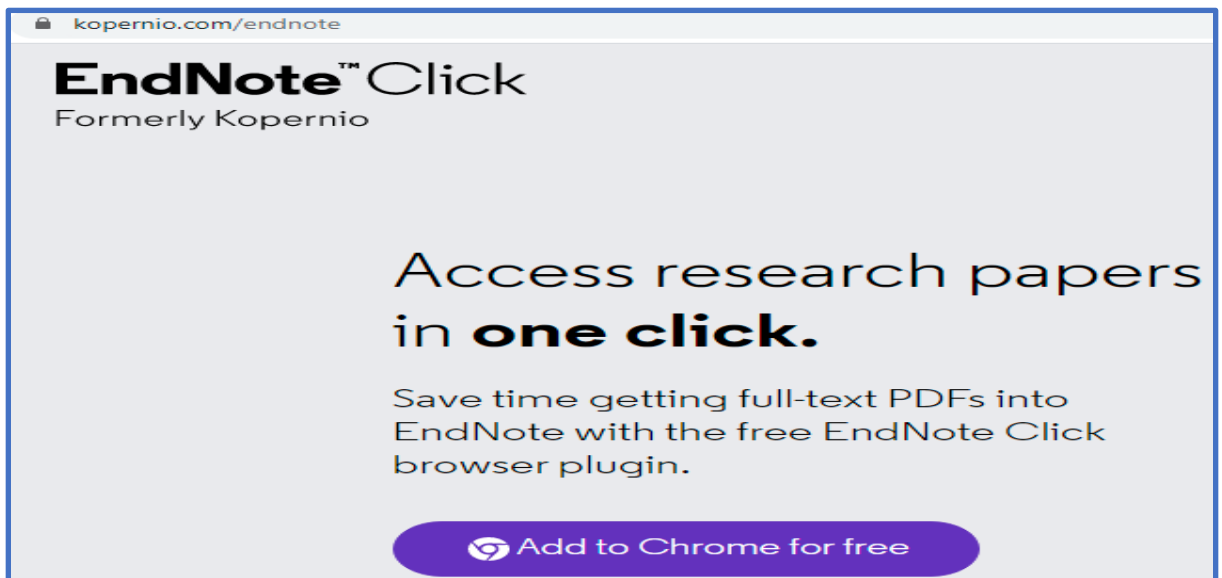 kopernio.com/endnote
EndNote™ Click
Formerly Kopernio
Access research papers
in one click.
Save time getting full-text PDFs into
EndNote with the free EndNote Click
browser plugin.
Add to Chrome for free